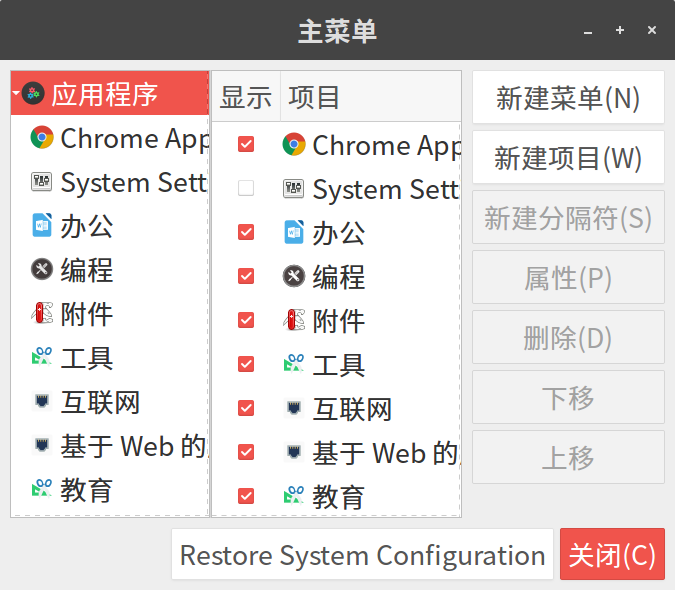 主菜单
应用程序
Chrome App
System Sett
办公
编程
附件
工具
互联网
基于 Web 的
教育
显示 项目
Chrome App
System Sett
办公
编程
附件
工具
互联网
基于 Web 的
教育
新建菜单(N)
新建项目(W)
新建分隔符(S)
属性(P)
删除(D)
下移
上移
Restore System Configuration
关闭(C)